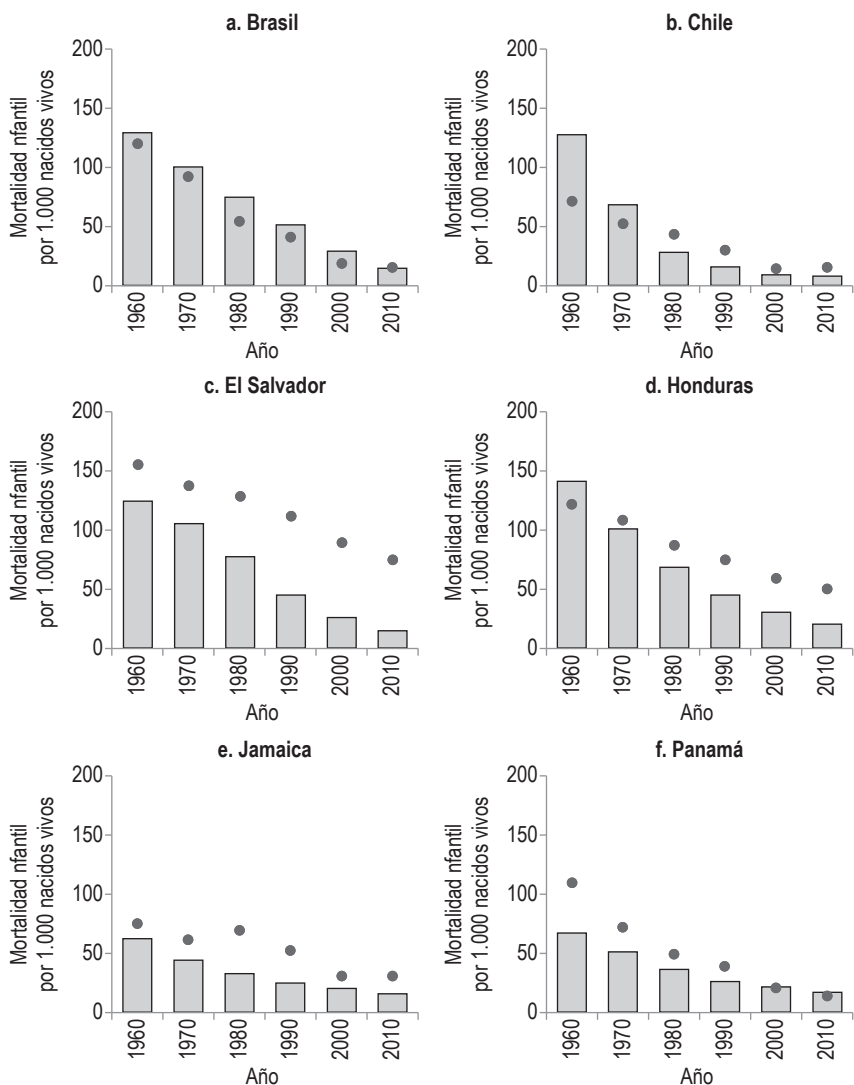 a. Brasil
Mortalidad nfantil
por 1.000 nacidos vivos
200
150
100
50
0
1960
1970
1980
1990
2000
2010
Año
b. Chile
Mortalidad nfantil
por 1.000 nacidos vivos
200
150
100
50
0
1960
1970
1980
1990
2000
2010
Año
c. El Salvador
Mortalidad nfantil
por 1.000 nacidos vivos
200
150
100
50
0
1960
1970
1980
1990
2000
2010
Año
d. Honduras
Mortalidad nfantil
por 1.000 nacidos vivos
200
150
100
50
0
1960
1970
1980
1990
2000
2010
Año
e. Jamaica
Mortalidad nfantil
por 1.000 nacidos vivos
200
150
100
50
0
1960
1970
1980
1990
2000
2010
Año
f. Panamá
Mortalidad nfantil
por 1.000 nacidos vivos
200
150
100
50
0
1960
1970
1980
1990
2000
2010
Año